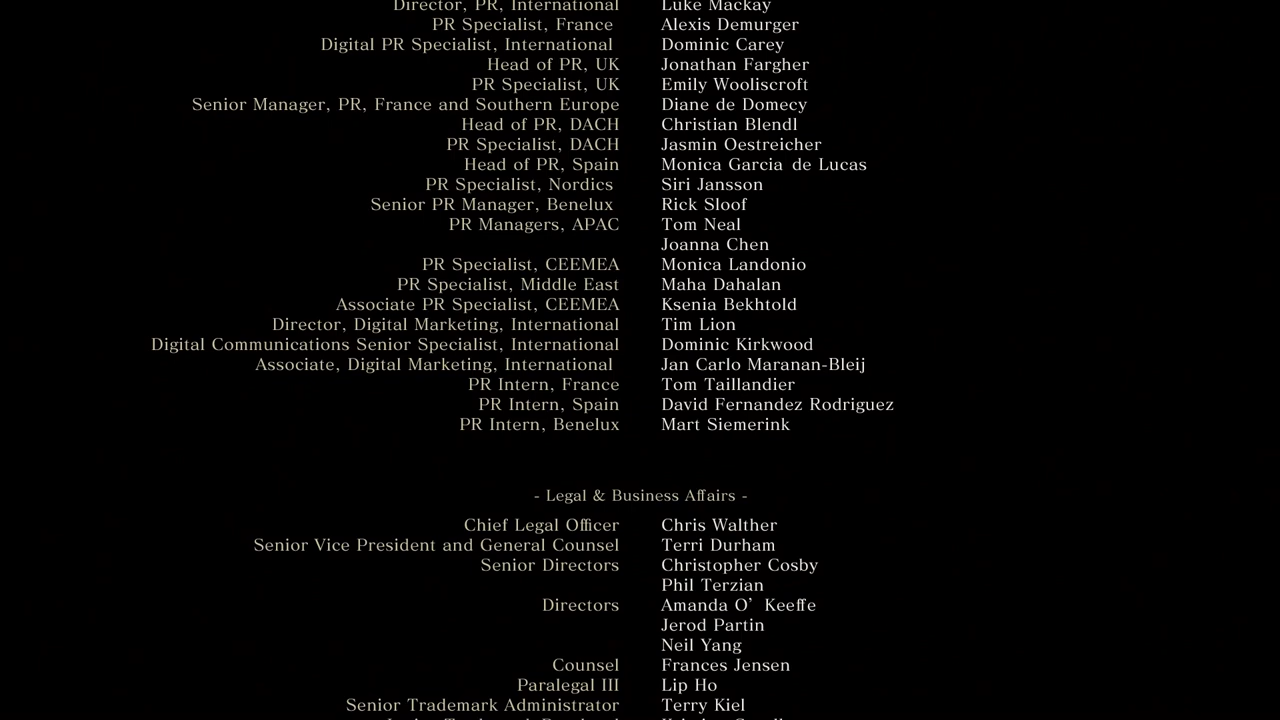 Director, PR, International Luke Mackay
PR Specialist, France Alexis Demurger
Digital PR Specialist, International Dominic Carey
Head of PR, UK Jonathan Fargher
PR Specialist, UK Emily Wooliscroft
Senior Manager, PR, France and Southern Europe Diane de Domecy
Head of PR, DACH Christian Blendl
PR Specialist, DACH Jasmin Oestreicher
Head of PR, Spain Monica Garcia de Lucas
PR Specialist, Nordics Siri Jansson
Senior PR Manager, Benelux Rick Sloof
PR Managers, APAC Tom Neal
Joanna Chen
PR Specialist, CEEMEA Monica Landonio
PR Specialist, Middle East Maha Dahalan
Associate PR Specialist, CEEMEA Ksenia Bekhtold
Director, Digital Marketing, International Tim Lion
Digital Communications Senior Specialist, International Dominic Kirkwood
Associate, Digital Marketing, International Jan Carlo Maranan-Bleij
PR Intern, France Tom Taillandier
PR Intern, Spain David Fernandez Rodriguez
PR Intern, Benelux Mart Siemerink
- Legal & Business Affairs -
Chief Legal Officer Chris Walther
Senior Vice President and General Counsel Terri Durham
Senior Directors Christopher Cosby
Phil Terzian
Directors Amanda O’ Keeffe
Jerod Partin
Neil Yang
Counsel Frances Jensen
Paralegal III Lip Ho
Senior Trademark Administrator Terry Kiel